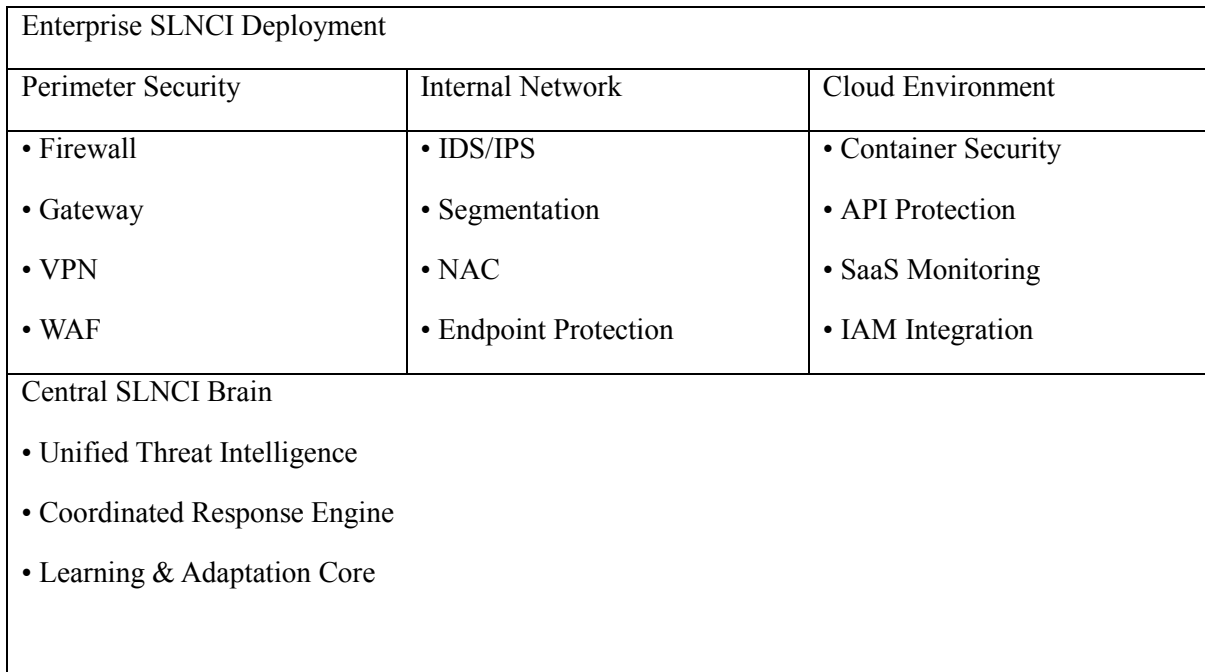 Enterprise SLNCI Deployment
Perimeter Security
Internal Network
Cloud Environment
• Firewall
• Gateway
• VPN
• WAF
• IDS/IPS
• Segmentation
• NAC
• Endpoint Protection
• Container Security
• API Protection
• SaaS Monitoring
• IAM Integration
Central SLNCI Brain
• Unified Threat Intelligence
• Coordinated Response Engine
• Learning & Adaptation Core